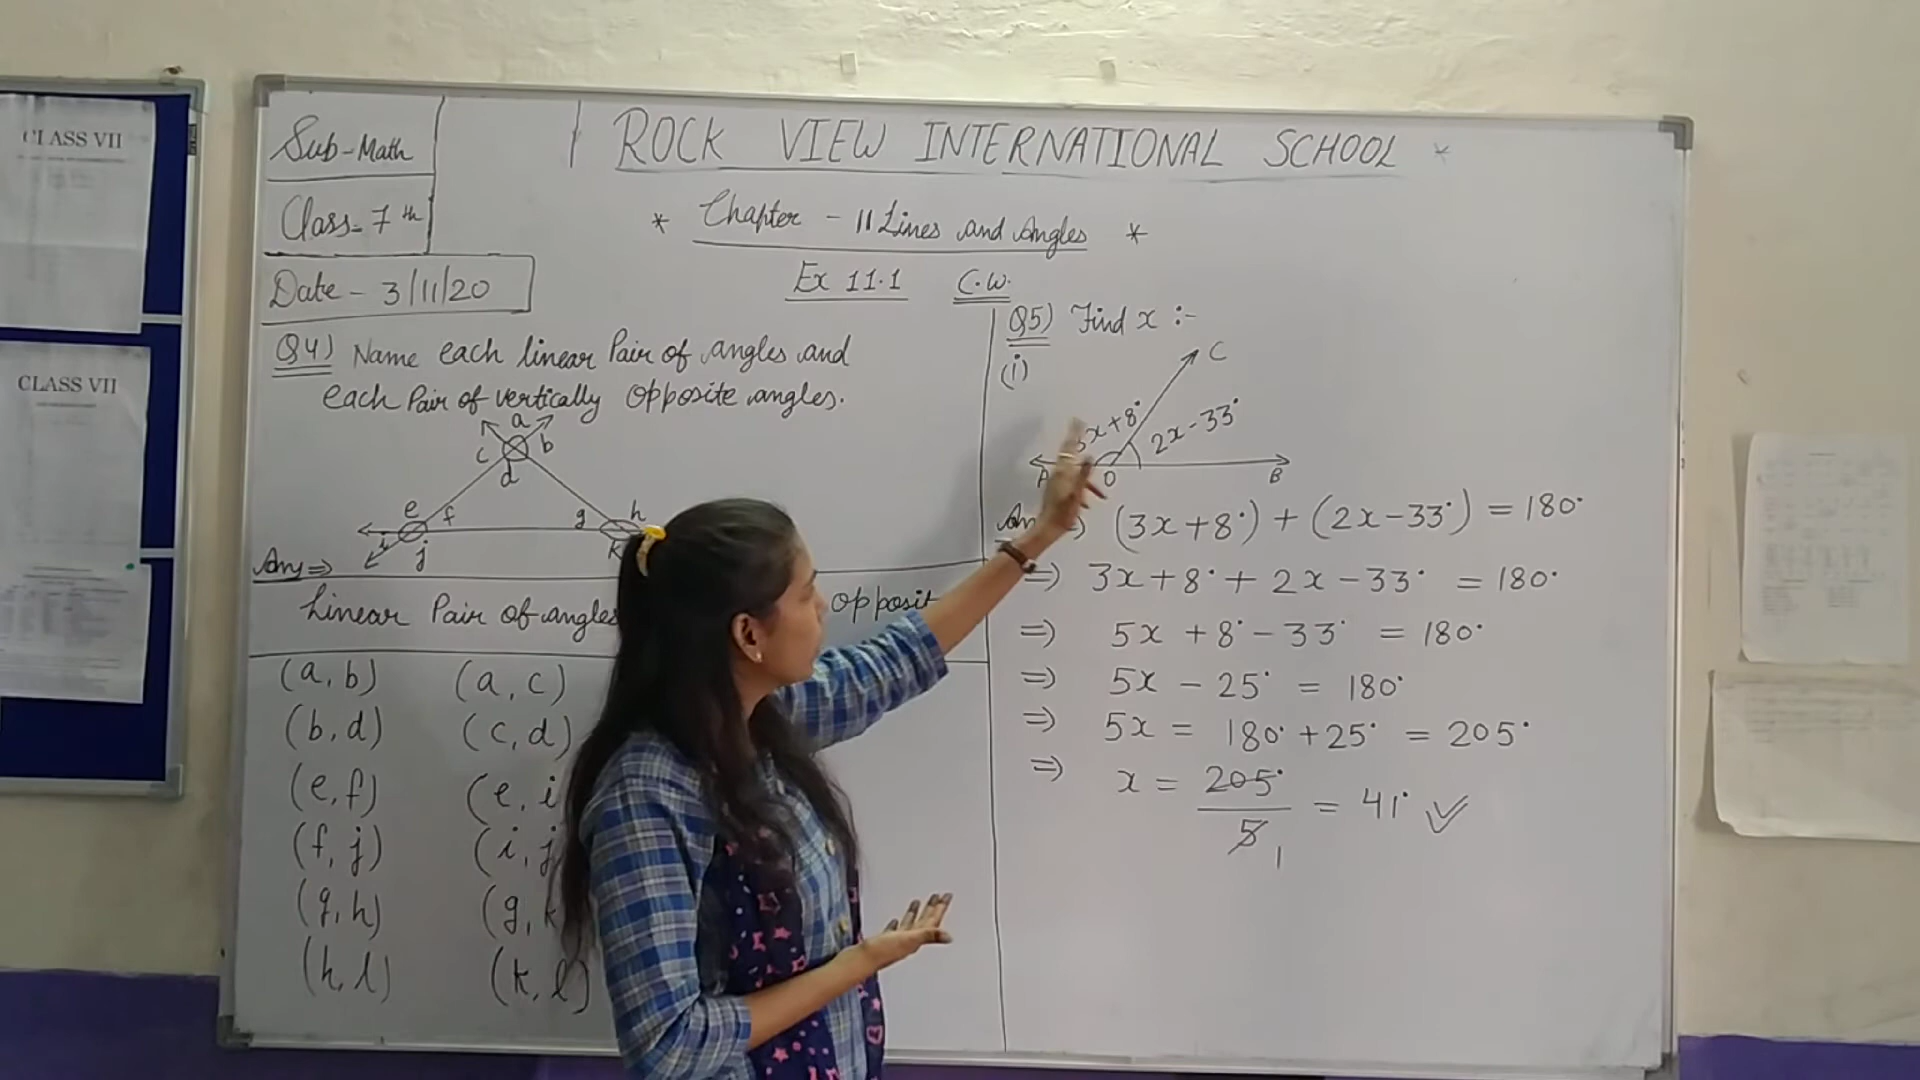 CLASS VII
CLASS VII
Sub-Math
Class-7th
Date - 3/11/20
ROCK VIEW INTERNATIONAL SCHOOL *
* Chapter - 11 Lines and Angles *
Ex 11.1 C.W.
Q4) Name each linear Pair of angles and
each Pair of vertically opposite angles.
a
c b
d
e f g h
i j k
Ans ⇒
Linear Pair of angles opposit
(a, b) (a, c)
(b, d) (c, d)
(e, f) (e, i
(f, j) (i, j
(g, h) (g, k
(h, l) (k, l)
Q5) Find x :-
(i)
C
3x+8° 2x-33°
A O B
(3x+8°) + (2x-33°) = 180°
⇒ 3x+8°+ 2x-33° = 180°
⇒ 5x +8°-33° = 180°
⇒ 5x - 25° = 180°
⇒ 5x = 180°+25° = 205°
⇒ x = 205°/5 = 41°
1